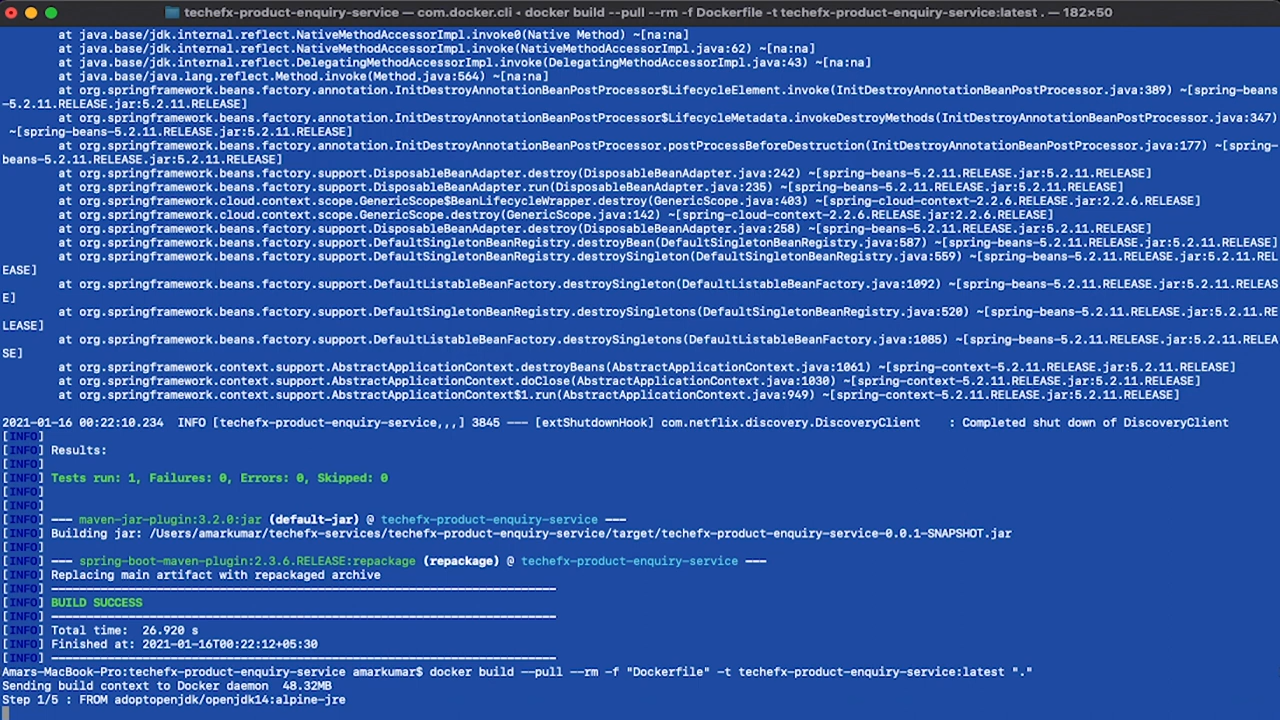 techefx-product-enquiry-service — com.docker.cli ◂ docker build --pull --rm -f Dockerfile -t techefx-product-enquiry-service:latest . — 182×50
at java.base/jdk.internal.reflect.NativeMethodAccessorImpl.invoke0(Native Method) ~[na:na]
at java.base/jdk.internal.reflect.NativeMethodAccessorImpl.invoke(NativeMethodAccessorImpl.java:62) ~[na:na]
at java.base/jdk.internal.reflect.DelegatingMethodAccessorImpl.invoke(DelegatingMethodAccessorImpl.java:43) ~[na:na]
at java.base/java.lang.reflect.Method.invoke(Method.java:564) ~[na:na]
at org.springframework.beans.factory.annotation.InitDestroyAnnotationBeanPostProcessor$LifecycleElement.invoke(InitDestroyAnnotationBeanPostProcessor.java:389) ~[spring-beans
-5.2.11.RELEASE.jar:5.2.11.RELEASE]
at org.springframework.beans.factory.annotation.InitDestroyAnnotationBeanPostProcessor$LifecycleMetadata.invokeDestroyMethods(InitDestroyAnnotationBeanPostProcessor.java:347)
~[spring-beans-5.2.11.RELEASE.jar:5.2.11.RELEASE]
at org.springframework.beans.factory.annotation.InitDestroyAnnotationBeanPostProcessor.postProcessBeforeDestruction(InitDestroyAnnotationBeanPostProcessor.java:177) ~[spring-
beans-5.2.11.RELEASE.jar:5.2.11.RELEASE]
at org.springframework.beans.factory.support.DisposableBeanAdapter.destroy(DisposableBeanAdapter.java:242) ~[spring-beans-5.2.11.RELEASE.jar:5.2.11.RELEASE]
at org.springframework.beans.factory.support.DisposableBeanAdapter.run(DisposableBeanAdapter.java:235) ~[spring-beans-5.2.11.RELEASE.jar:5.2.11.RELEASE]
at org.springframework.cloud.context.scope.GenericScope$BeanLifecycleWrapper.destroy(GenericScope.java:403) ~[spring-cloud-context-2.2.6.RELEASE.jar:2.2.6.RELEASE]
at org.springframework.cloud.context.scope.GenericScope.destroy(GenericScope.java:142) ~[spring-cloud-context-2.2.6.RELEASE.jar:2.2.6.RELEASE]
at org.springframework.beans.factory.support.DisposableBeanAdapter.destroy(DisposableBeanAdapter.java:258) ~[spring-beans-5.2.11.RELEASE.jar:5.2.11.RELEASE]
at org.springframework.beans.factory.support.DefaultSingletonBeanRegistry.destroyBean(DefaultSingletonBeanRegistry.java:587) ~[spring-beans-5.2.11.RELEASE.jar:5.2.11.RELEASE]
at org.springframework.beans.factory.support.DefaultSingletonBeanRegistry.destroySingleton(DefaultSingletonBeanRegistry.java:559) ~[spring-beans-5.2.11.RELEASE.jar:5.2.11.REL
EASE]
at org.springframework.beans.factory.support.DefaultListableBeanFactory.destroySingleton(DefaultListableBeanFactory.java:1092) ~[spring-beans-5.2.11.RELEASE.jar:5.2.11.RELEAS
E]
at org.springframework.beans.factory.support.DefaultSingletonBeanRegistry.destroySingletons(DefaultSingletonBeanRegistry.java:520) ~[spring-beans-5.2.11.RELEASE.jar:5.2.11.RE
LEASE]
at org.springframework.beans.factory.support.DefaultListableBeanFactory.destroySingletons(DefaultListableBeanFactory.java:1085) ~[spring-beans-5.2.11.RELEASE.jar:5.2.11.RELEA
SE]
at org.springframework.context.support.AbstractApplicationContext.destroyBeans(AbstractApplicationContext.java:1061) ~[spring-context-5.2.11.RELEASE.jar:5.2.11.RELEASE]
at org.springframework.context.support.AbstractApplicationContext.doClose(AbstractApplicationContext.java:1030) ~[spring-context-5.2.11.RELEASE.jar:5.2.11.RELEASE]
at org.springframework.context.support.AbstractApplicationContext$1.run(AbstractApplicationContext.java:949) ~[spring-context-5.2.11.RELEASE.jar:5.2.11.RELEASE]
2021-01-16 00:22:10.234  INFO [techefx-product-enquiry-service,,,] 3845 --- [extShutdownHook] com.netflix.discovery.DiscoveryClient    : Completed shut down of DiscoveryClient
[INFO]
[INFO] Results:
[INFO]
[INFO] Tests run: 1, Failures: 0, Errors: 0, Skipped: 0
[INFO]
[INFO]
[INFO] --- maven-jar-plugin:3.2.0:jar (default-jar) @ techefx-product-enquiry-service ---
[INFO] Building jar: /Users/amarkumar/techefx-services/techefx-product-enquiry-service/target/techefx-product-enquiry-service-0.0.1-SNAPSHOT.jar
[INFO]
[INFO] --- spring-boot-maven-plugin:2.3.6.RELEASE:repackage (repackage) @ techefx-product-enquiry-service ---
[INFO] Replacing main artifact with repackaged archive
[INFO] ------------------------------------------------------------------------
[INFO] BUILD SUCCESS
[INFO] ------------------------------------------------------------------------
[INFO] Total time:  26.920 s
[INFO] Finished at: 2021-01-16T00:22:12+05:30
[INFO] ------------------------------------------------------------------------
Amars-MacBook-Pro:techefx-product-enquiry-service amarkumar$ docker build --pull --rm -f "Dockerfile" -t techefx-product-enquiry-service:latest "."
Sending build context to Docker daemon  48.32MB
Step 1/5 : FROM adoptopenjdk/openjdk14:alpine-jre